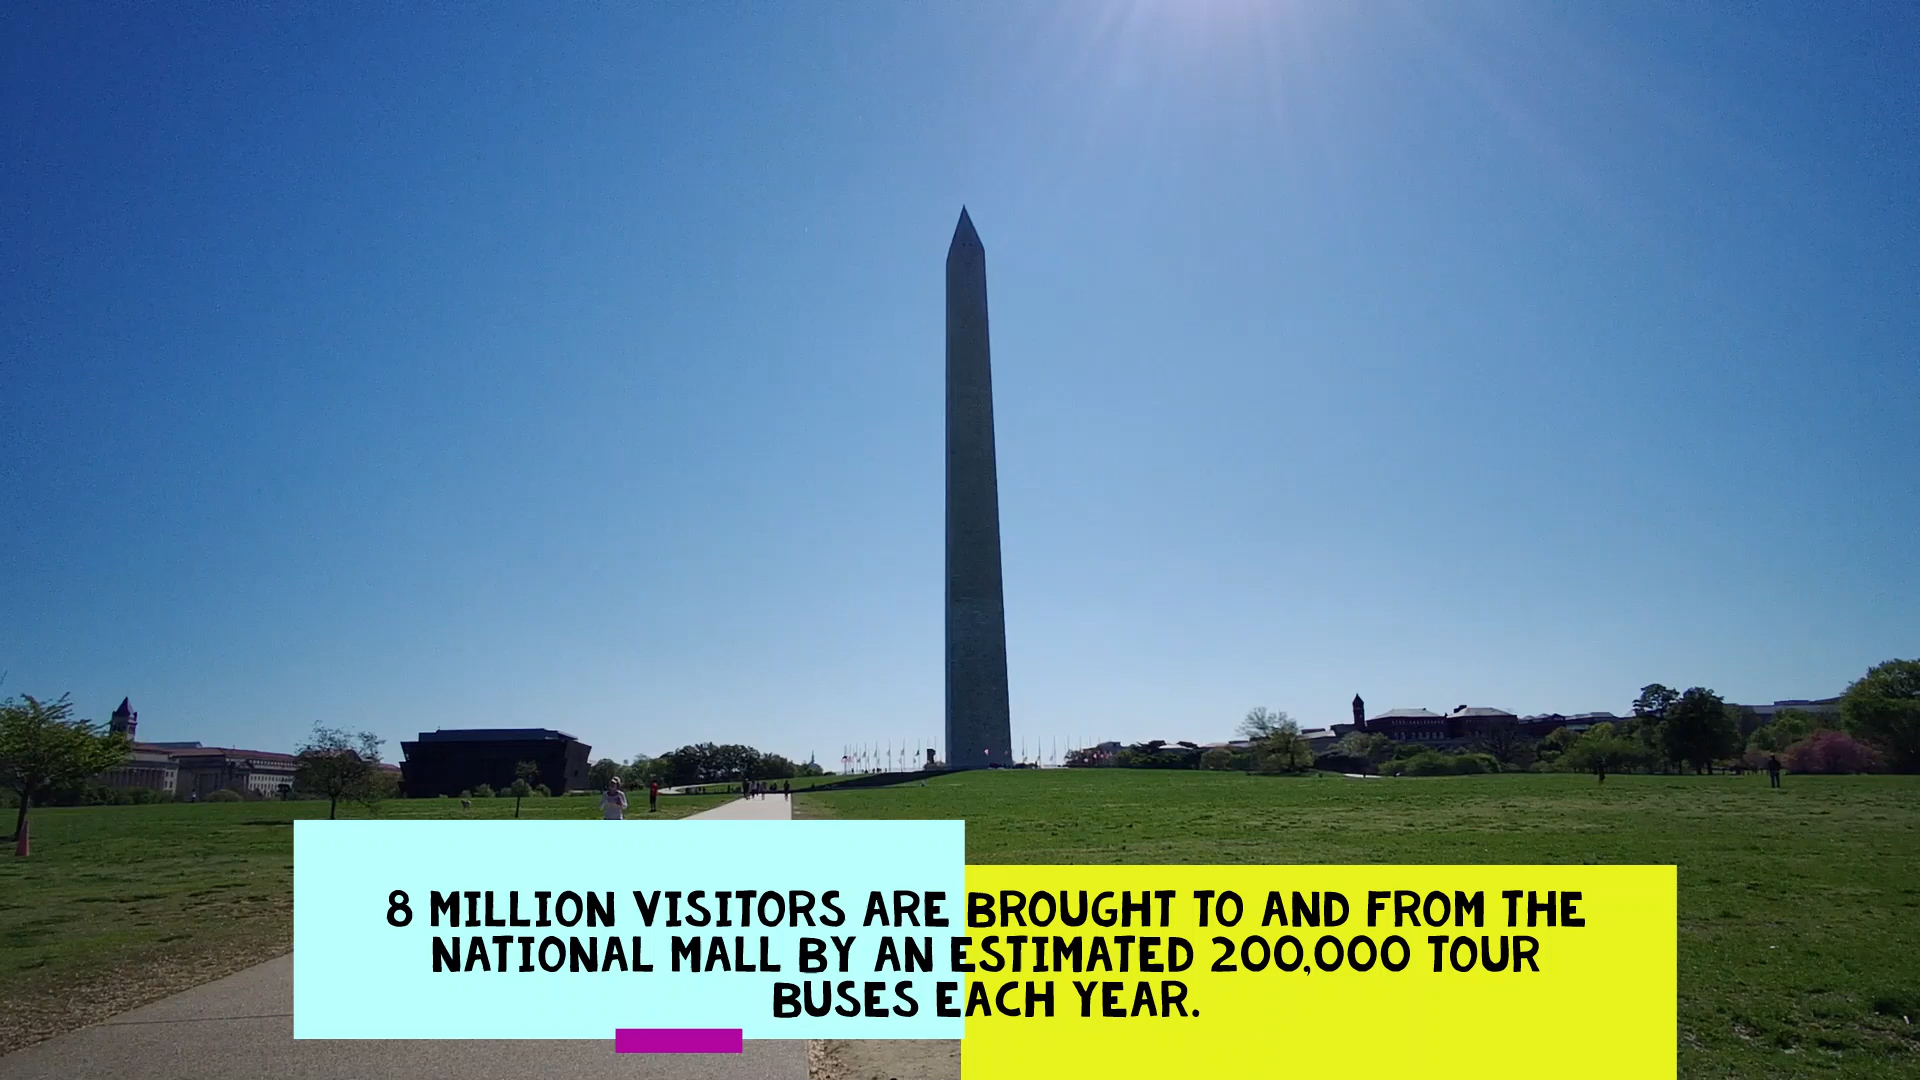 8 MILLION VISITORS ARE BROUGHT TO AND FROM THE
NATIONAL MALL BY AN ESTIMATED 200,000 TOUR
BUSES EACH YEAR.